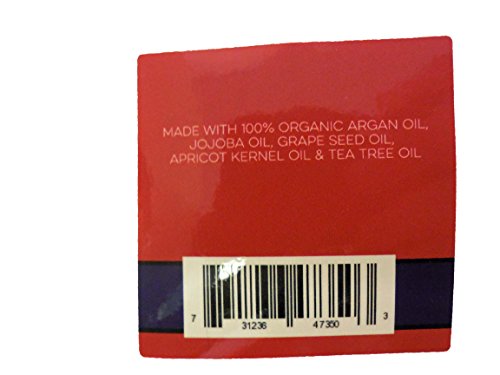 MADE WITH 100% ORGANIC ARGAN OIL,
JOJOBA OIL, GRAPE SEED OIL,
APRICOT KERNEL OIL & TEA TREE OIL
7 31236 47350 3